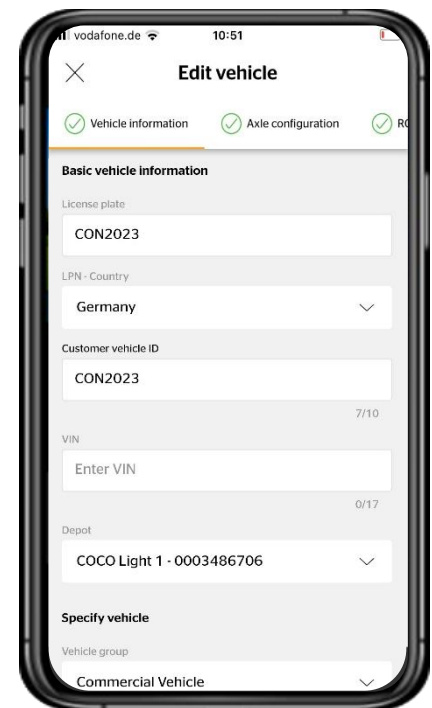 vodafone.de 10:51
Edit vehicle
Vehicle information Axle configuration
Basic vehicle information
License plate
CON2023
LPN - Country
Germany
Customer vehicle ID
CON2023
7/10
VIN
Enter VIN
0/17
Depot
COCO Light 1 - 0003486706
Specify vehicle
Vehicle group
Commercial Vehicle